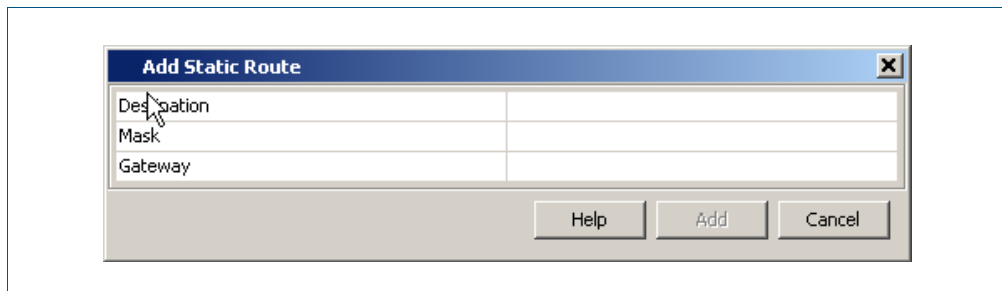 Add Static Route
Destination
Mask
Gateway
Help Add Cancel